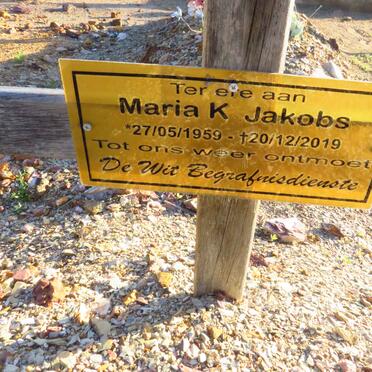 Ter ere aan
Maria K Jakobs
*27/05/1959 - †20/12/2019
Tot ons weer ontmoet
De Wit Begrafnisdienste